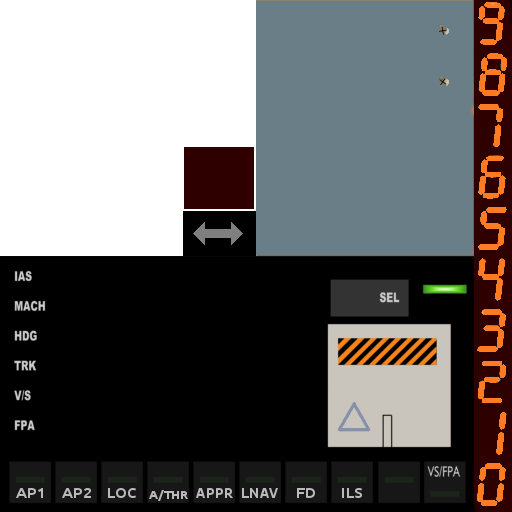 9
8
7
6
5
4
3
2
1
0
IAS
MACH
HDG
TRK
V/S
FPA
SEL
AP1 AP2 LOC A/THR APPR LNAV FD ILS V/S/FPA